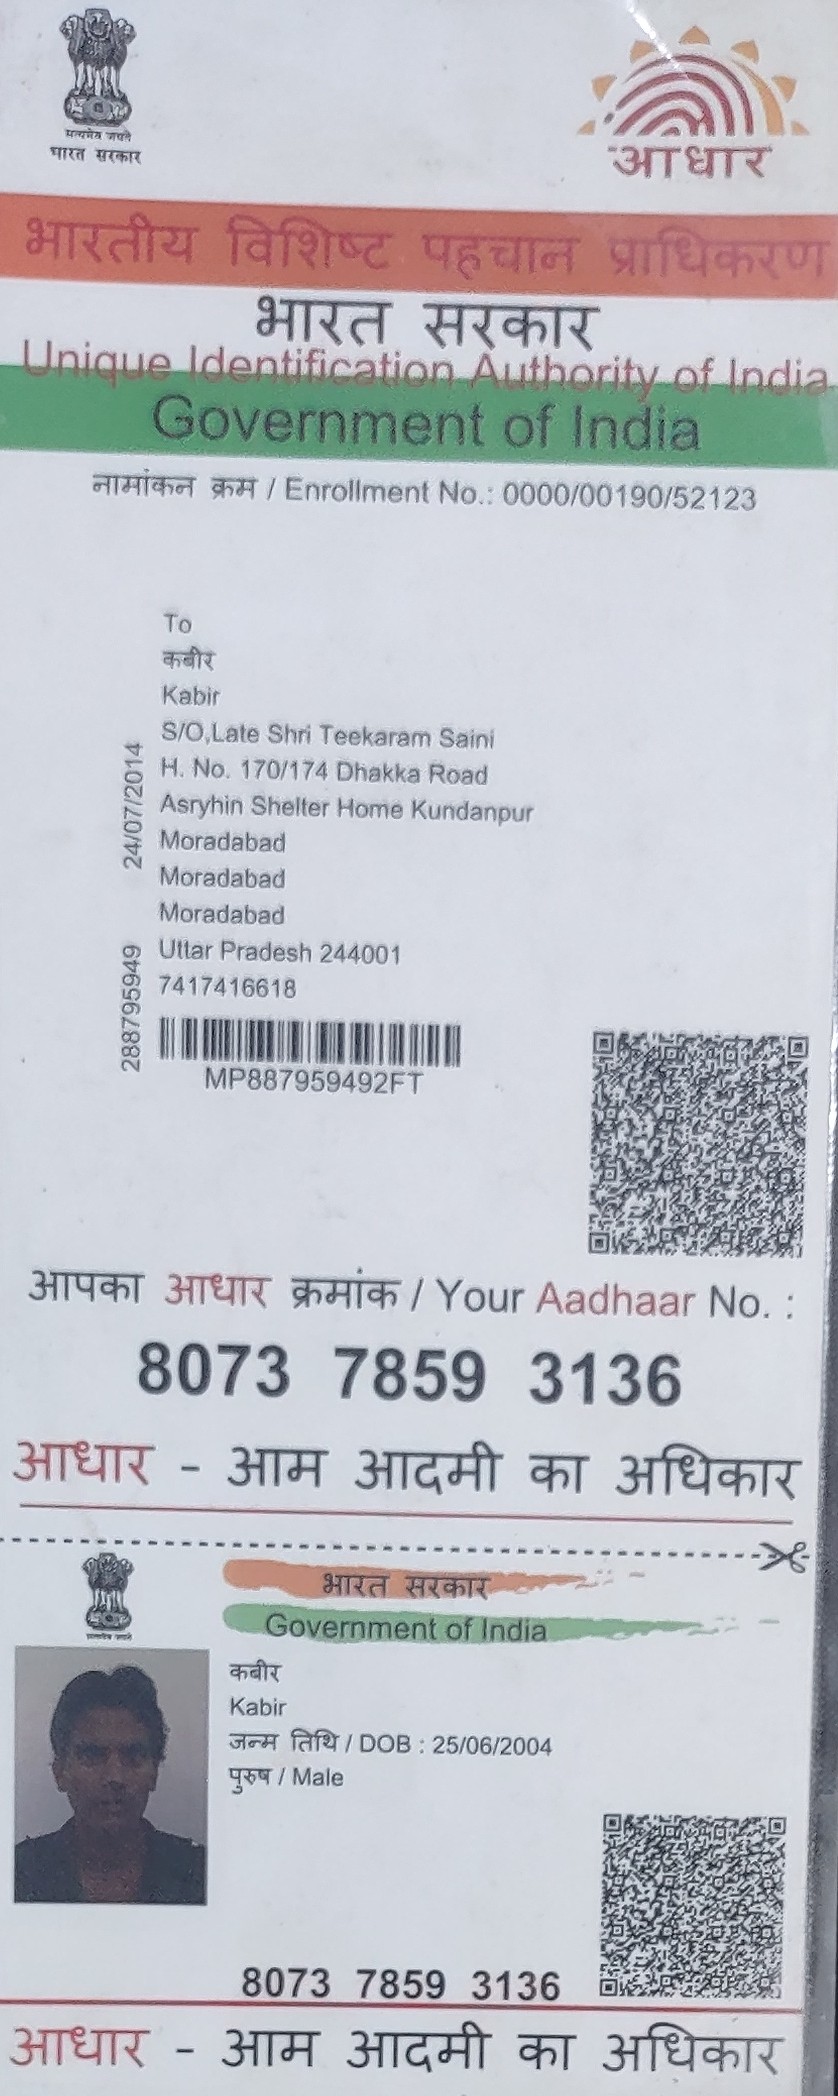 सत्यमेव जयते
भारत सरकार
आधार
भारतीय विशिष्ट पहचान प्राधिकरण
भारत सरकार
Unique Identification Authority of India
Government of India
नामांकन क्रम / Enrollment No.: 0000/00190/52123
To
कबीर
Kabir
S/O,Late Shri Teekaram Saini
H. No. 170/174 Dhakka Road
Asryhin Shelter Home Kundanpur
Moradabad
Moradabad
Moradabad
Uttar Pradesh 244001
7417416618
24/07/2014
288795949
MP887959492FT
आपका आधार क्रमांक / Your Aadhaar No. :
8073 7859 3136
आधार - आम आदमी का अधिकार
भारत सरकार
Government of India
कबीर
Kabir
जन्म तिथि / DOB : 25/06/2004
पुरुष / Male
8073 7859 3136
आधार - आम आदमी का अधिकार